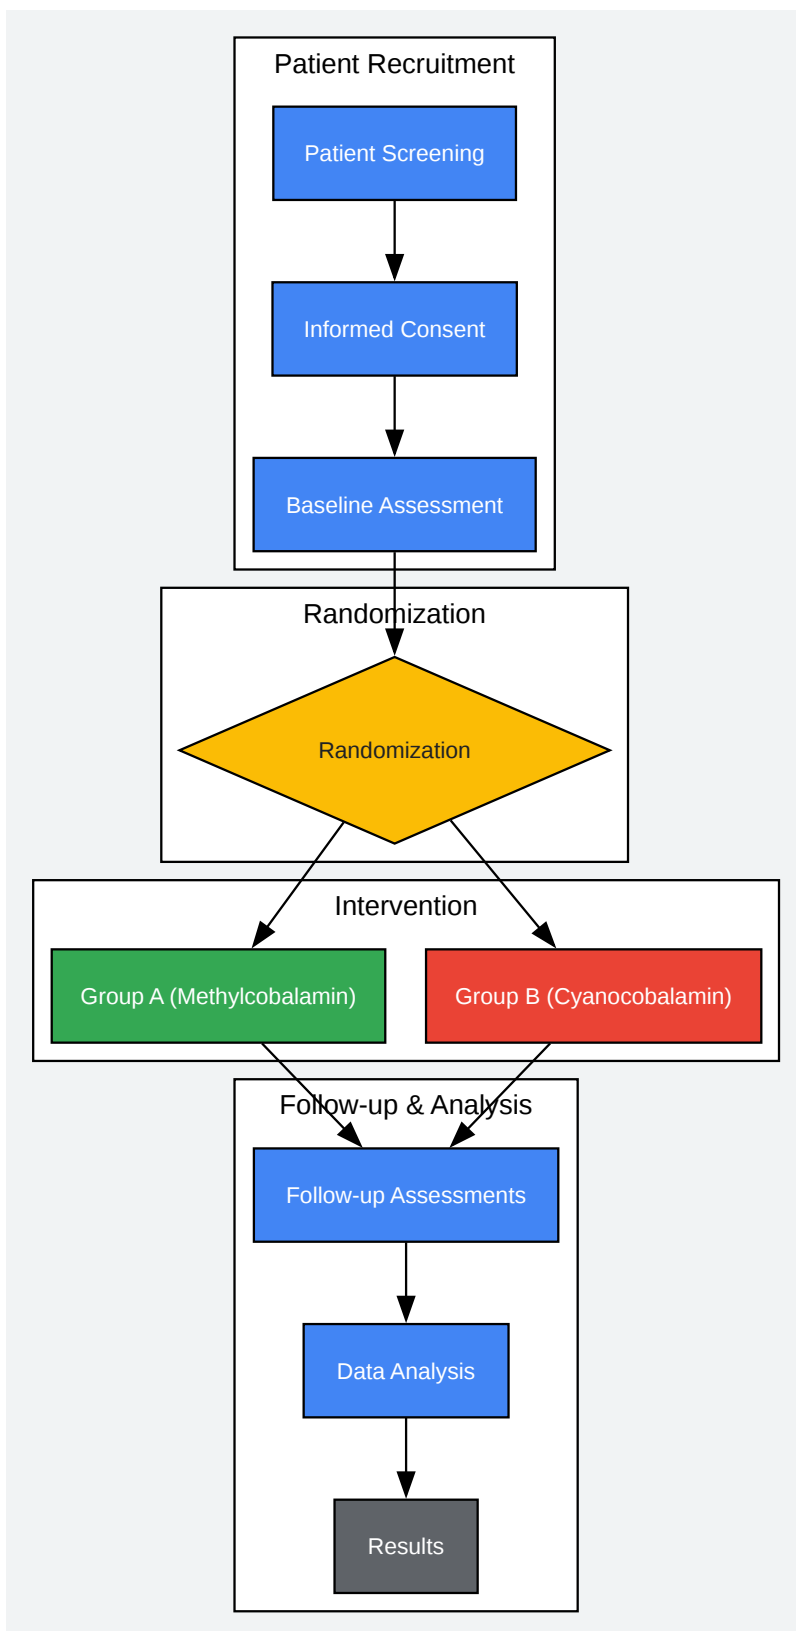 Patient Recruitment
Patient Screening
Informed Consent
Baseline Assessment
Randomization
Randomization
Intervention
Group A (Methylcobalamin)
Group B (Cyanocobalamin)
Follow-up & Analysis
Follow-up Assessments
Data Analysis
Results